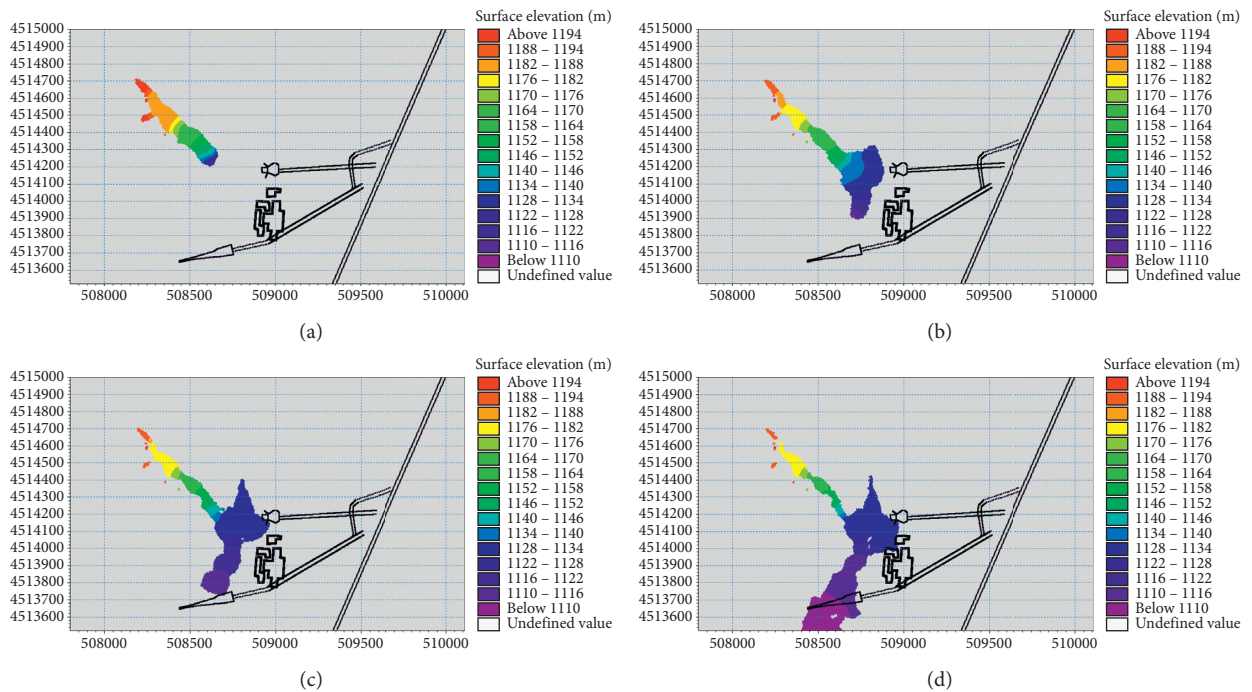 Surface elevation (m)
Above 1194
1188 – 1194
1182 – 1188
1176 – 1182
1170 – 1176
1164 – 1170
1158 – 1164
1152 – 1158
1146 – 1152
1140 – 1146
1134 – 1140
1128 – 1134
1122 – 1128
1116 – 1122
1110 – 1116
Below 1110
Undefined value
4515000
4514900
4514800
4514700
4514600
4514500
4514400
4514300
4514200
4514100
4514000
4513900
4513800
4513700
4513600
508000 508500 509000 509500 510000
(a)
Surface elevation (m)
Above 1194
1188 – 1194
1182 – 1188
1176 – 1182
1170 – 1176
1164 – 1170
1158 – 1164
1152 – 1158
1146 – 1152
1140 – 1146
1134 – 1140
1128 – 1134
1122 – 1128
1116 – 1122
1110 – 1116
Below 1110
Undefined value
4515000
4514900
4514800
4514700
4514600
4514500
4514400
4514300
4514200
4514100
4514000
4513900
4513800
4513700
4513600
508000 508500 509000 509500 510000
(b)
Surface elevation (m)
Above 1194
1188 – 1194
1182 – 1188
1176 – 1182
1170 – 1176
1164 – 1170
1158 – 1164
1152 – 1158
1146 – 1152
1140 – 1146
1134 – 1140
1128 – 1134
1122 – 1128
1116 – 1122
1110 – 1116
Below 1110
Undefined value
4515000
4514800
4514700
4514600
4514500
4514400
4514300
4514200
4514100
4514000
4513900
4513800
4513700
4513600
508000 508500 509000 509500 510000
(c)
Surface elevation (m)
Above 1194
1188 – 1194
1182 – 1188
1176 – 1182
1170 – 1176
1164 – 1170
1158 – 1164
1152 – 1158
1146 – 1152
1140 – 1146
1134 – 1140
1128 – 1134
1122 – 1128
1116 – 1122
1110 – 1116
Below 1110
Undefined value
4515000
4514800
4514700
4514600
4514500
4514400
4514300
4514200
4514100
4514000
4513900
4513800
4513700
4513600
508000 508500 509000 509500 510000
(d)